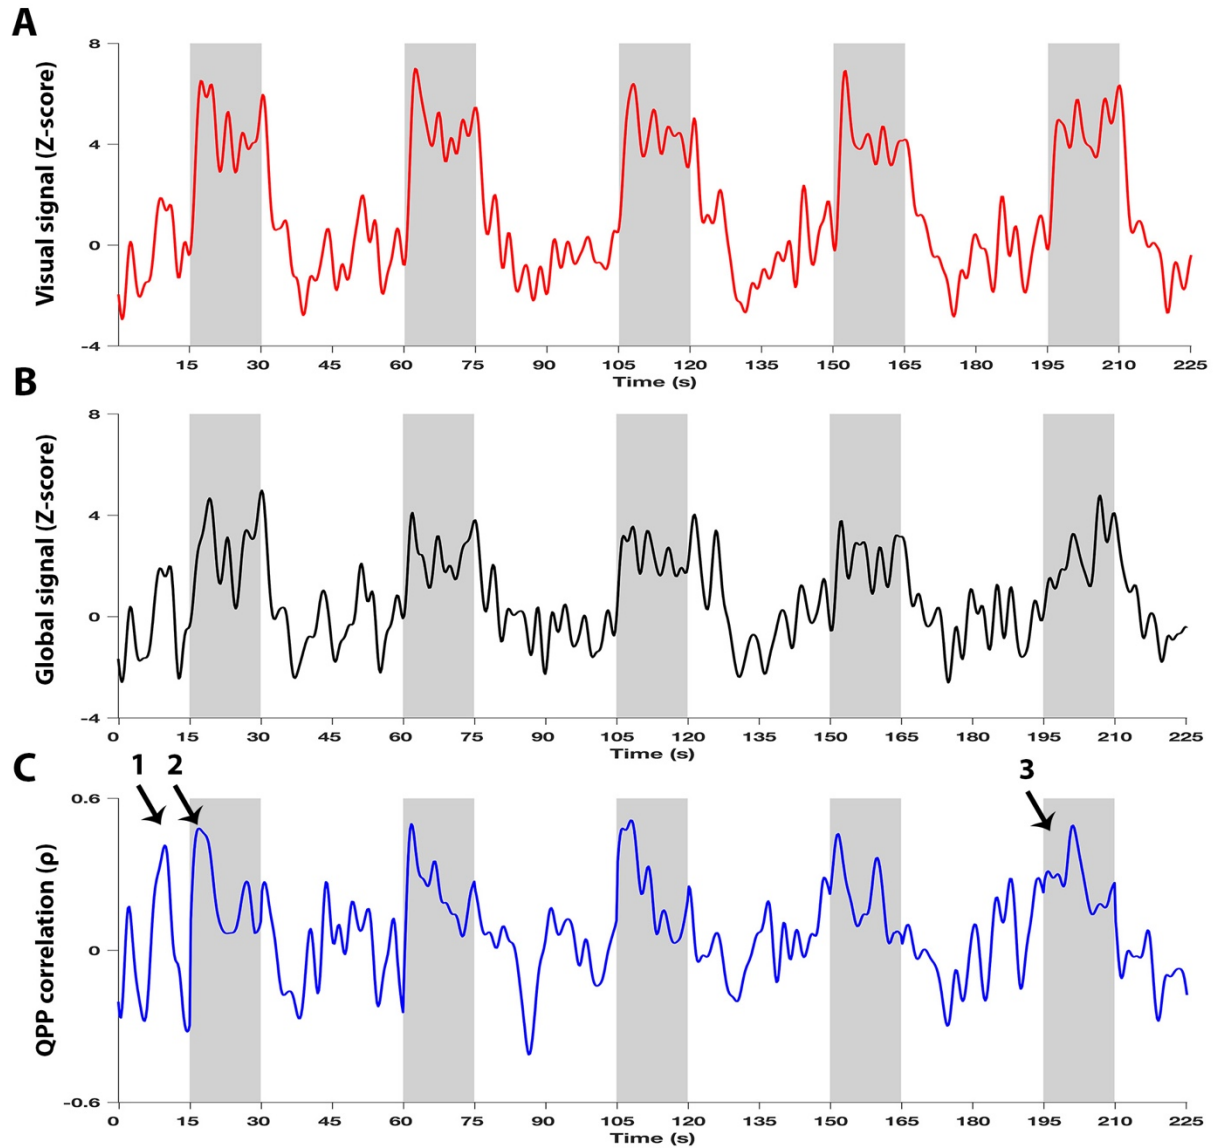 A
Visual signal (Z-score)
8
4
0
-4
15 30 45 60 75 90 105 120 135 150 165 180 195 210 225
Time (s)
B
Global signal (Z-score)
8
4
0
-4
0 15 30 45 60 75 90 105 120 135 150 165 180 195 210 225
Time (s)
C
1 2 3
QPP correlation (ρ)
0.6
0
-0.6
0 15 30 45 60 75 90 105 120 135 150 165 180 195 210 225
Time (s)